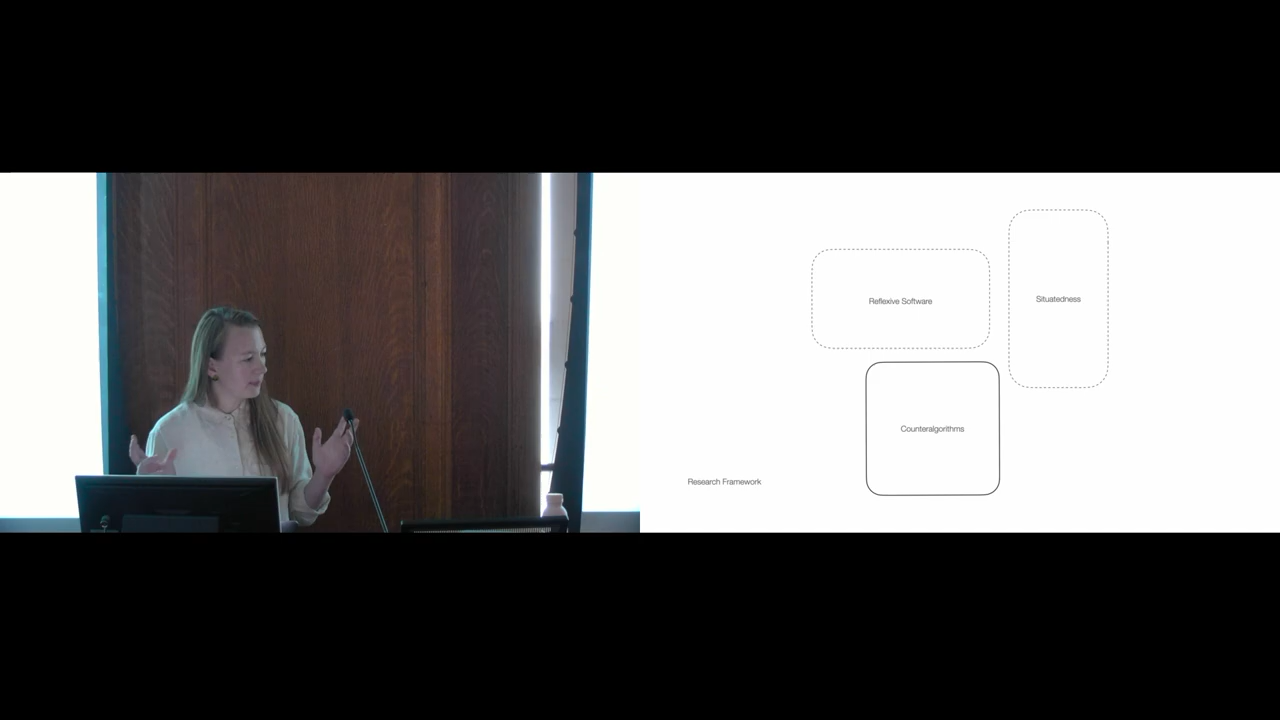 Situatedness
Reflexive Software
Counteralgorithms
Research Framework